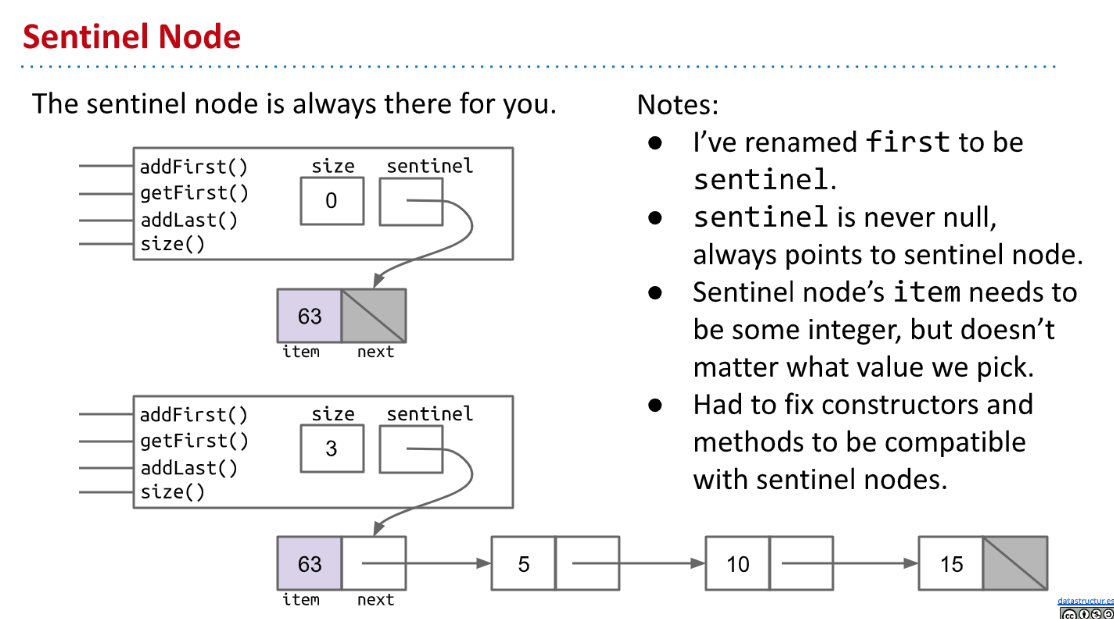 Sentinel Node
The sentinel node is always there for you.
addFirst()
getFirst()
addLast()
size()
size
0
sentinel
63
item
next
addFirst()
getFirst()
addLast()
size()
size
3
sentinel
63
item
next
5
10
15
Notes:
● I’ve renamed first to be
sentinel.
● sentinel is never null,
always points to sentinel node.
● Sentinel node’s item needs to
be some integer, but doesn’t
matter what value we pick.
● Had to fix constructors and
methods to be compatible
with sentinel nodes.
datastructur.es